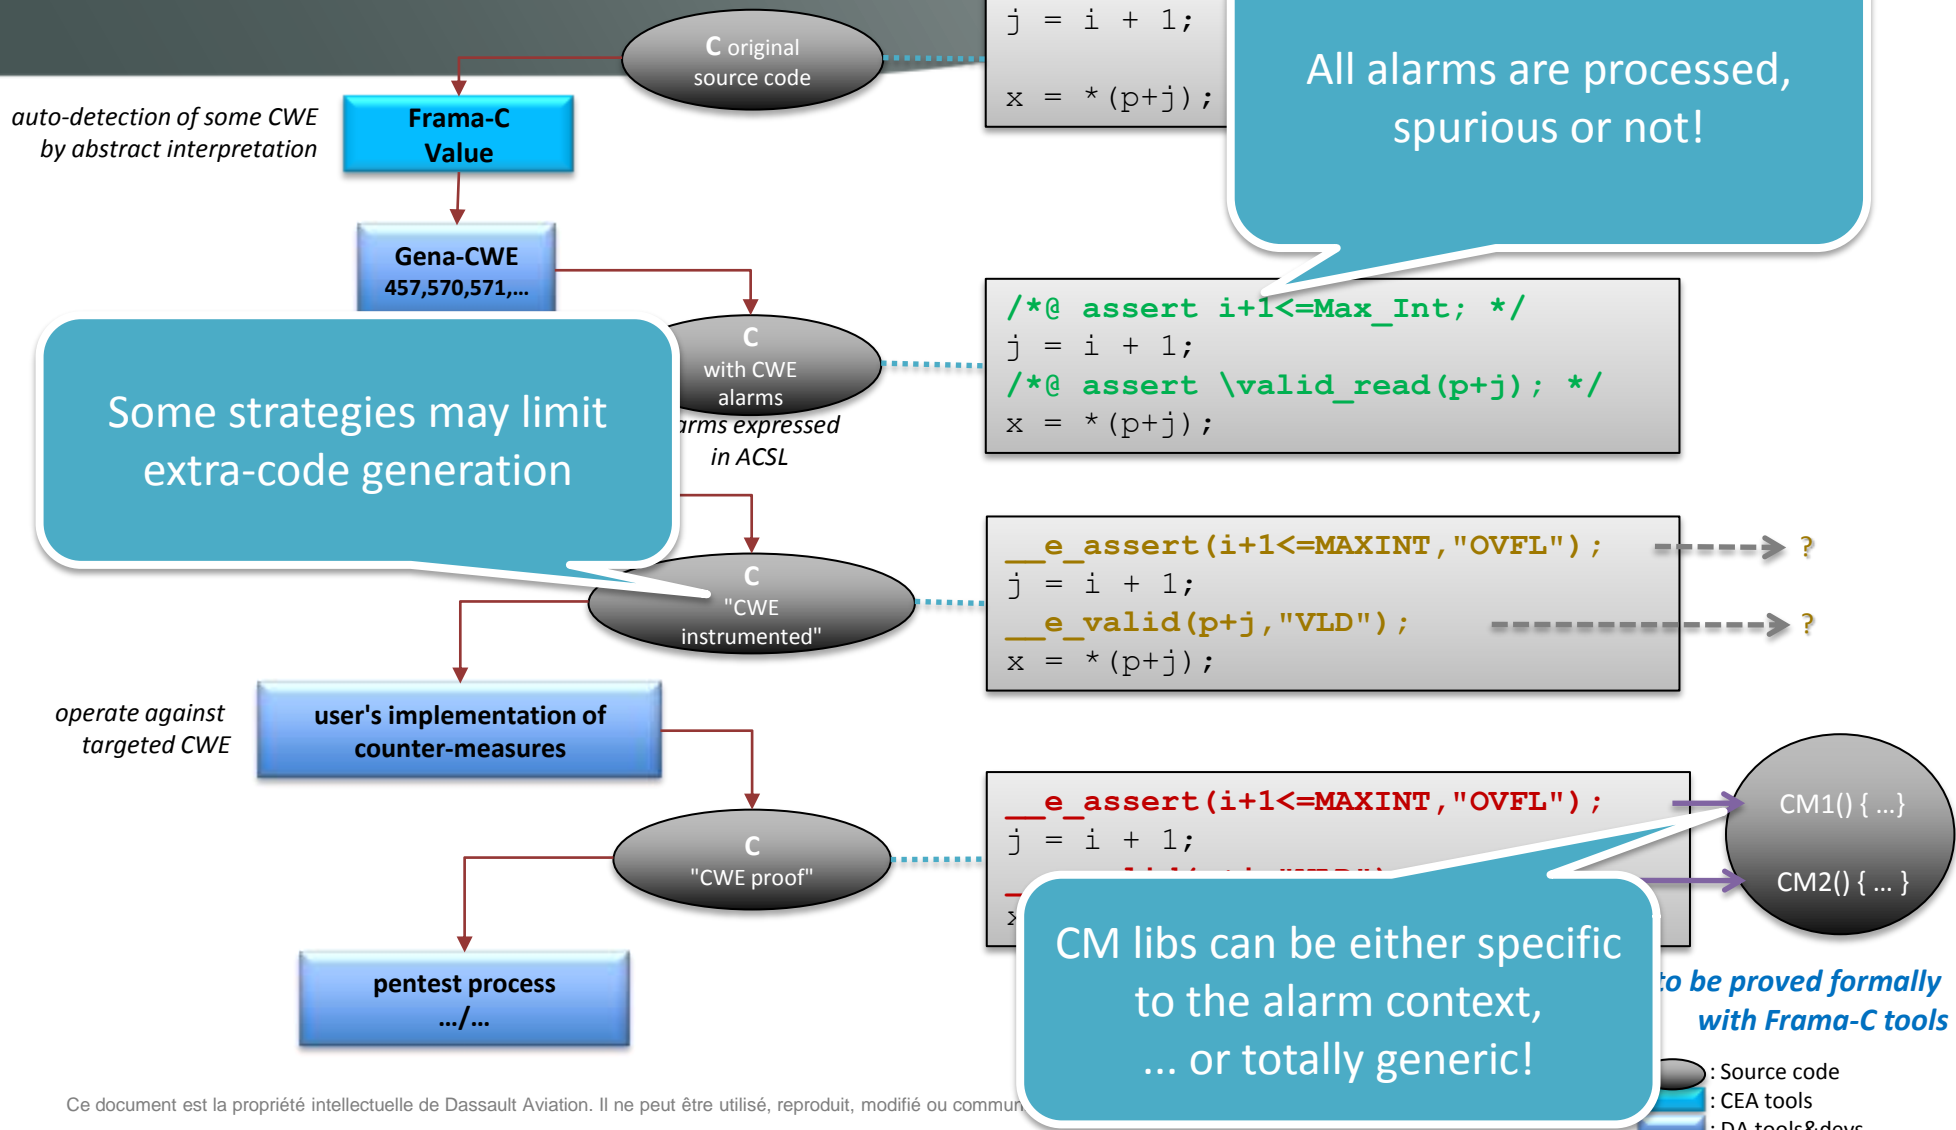 j = i + 1;
x = *(p+j);
C original
source code
All alarms are processed,
spurious or not!
auto-detection of some CWE
by abstract interpretation
Frama-C
Value
Gena-CWE
457,570,571,...
/*@ assert i+1<=Max_Int; */
j = i + 1;
/*@ assert \valid_read(p+j); */
x = *(p+j);
C
with CWE
alarms
expressed
in ACSL
Some strategies may limit
extra-code generation
__e_assert(i+1<=MAXINT,"OVFL");
j = i + 1;
__e_valid(p+j,"VLD");
x = *(p+j);
?
?
C
"CWE
instrumented"
operate against
targeted CWE
user's implementation of
counter-measures
__e_assert(i+1<=MAXINT,"OVFL");
j = i + 1;
x
CM1() { ...}
CM2() { ... }
C
"CWE proof"
CM libs can be either specific
to the alarm context,
... or totally generic!
pentest process
.../...
to be proved formally
with Frama-C tools
: Source code
: CEA tools
: DA tools&devs
Ce document est la propriété intellectuelle de Dassault Aviation. Il ne peut être utilisé, reproduit, modifié ou